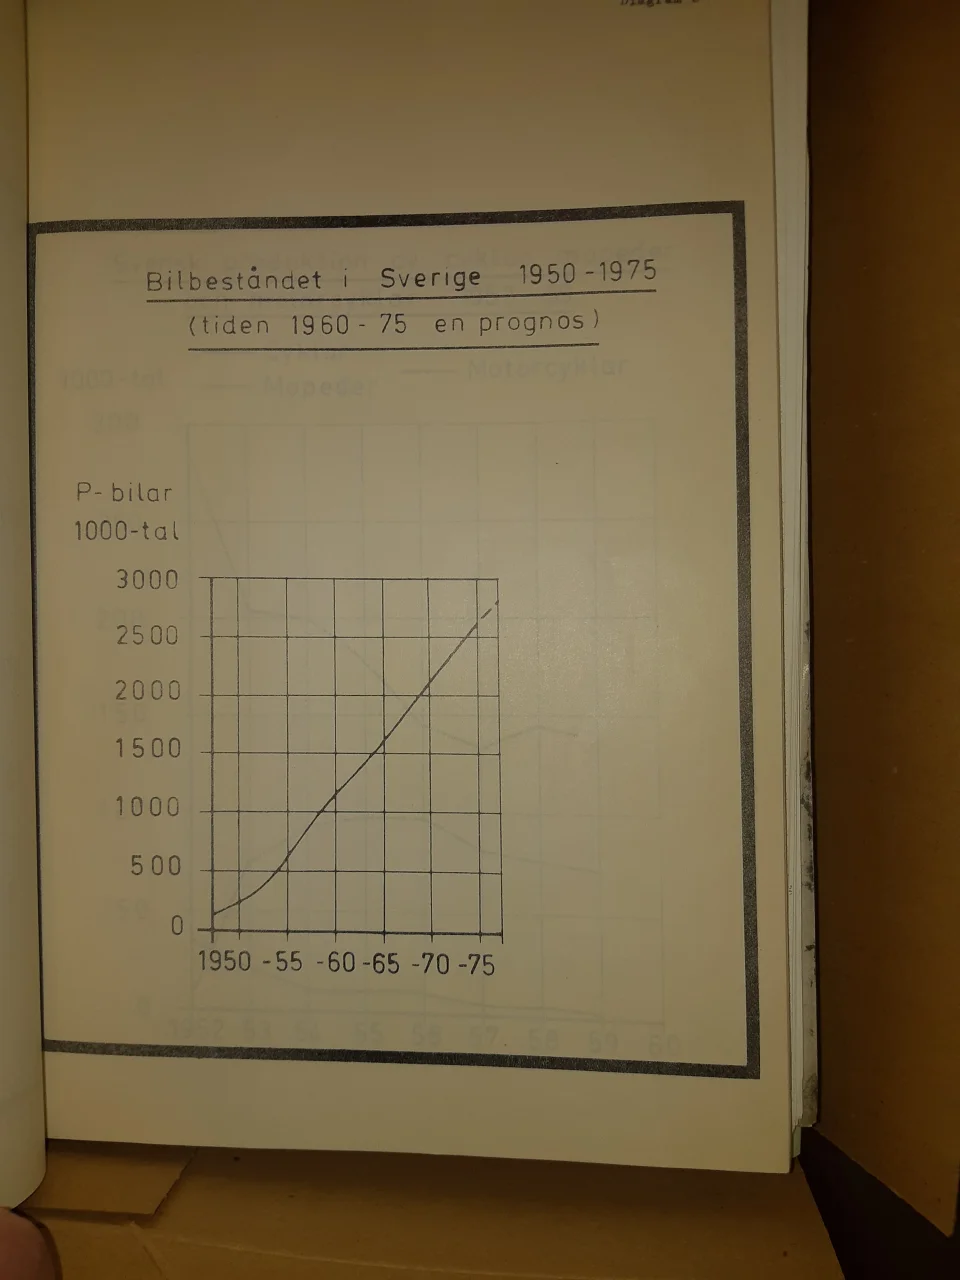 Diagram
Bilbeståndet i Sverige 1950-1975
(tiden 1960-75 en prognos)
P-bilar
1000-tal
3000
2500
2000
1500
1000
500
0
1950 -55 -60 -65 -70 -75